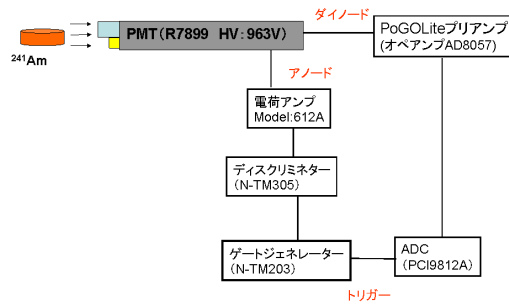 PMT(R7899 HV:963V)
ダイノード
PoGOLiteプリアンプ
(オペアンプAD8057)
241Am
アノード
電荷アンプ
Model:612A
ディスクリミネター
(N-TM305)
ゲートジェネレーター
(N-TM203)
ADC
(PCI9812A)
トリガー